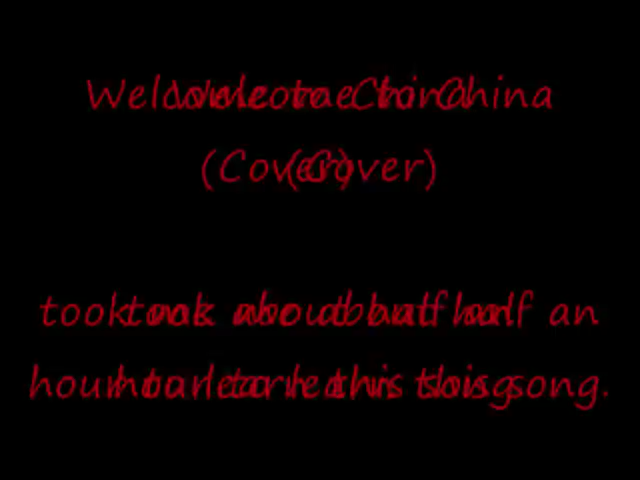 Welcome to China
(Cover)
took me about half an
hour to learn this song.